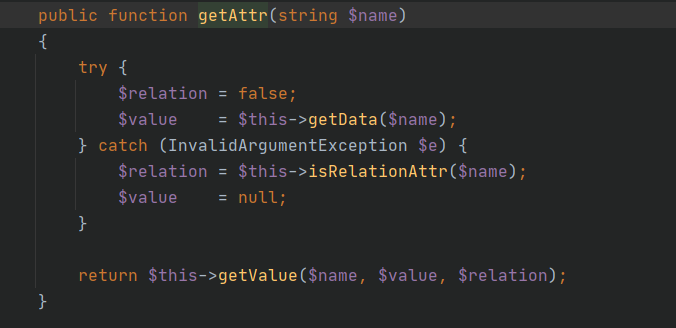 public function getAttr(string $name)
{
    try {
        $relation = false;
        $value    = $this->getData($name);
    } catch (InvalidArgumentException $e) {
        $relation = $this->isRelationAttr($name);
        $value    = null;
    }

    return $this->getValue($name, $value, $relation);
}